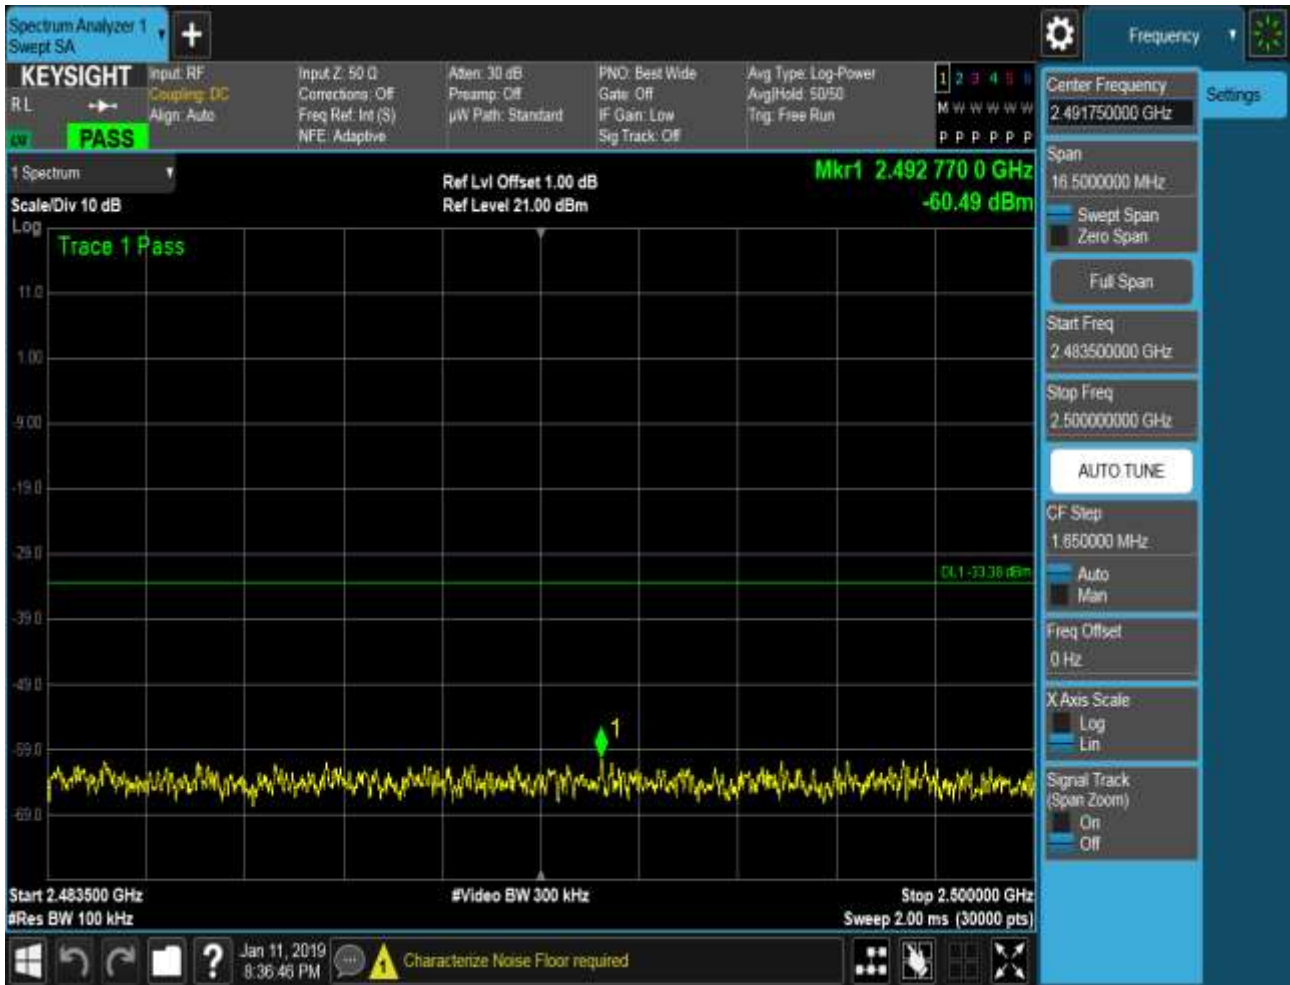 Spectrum Analyzer 1
Swept SA
Frequency
KEYSIGHT
RL
PASS
Input: RF
Coupling: DC
Align: Auto
Input Z: 50 Ω
Corrections: Off
Freq Ref: Int (S)
NFE: Adaptive
Atten: 30 dB
Preamp: Off
µW Path: Standard
PNO: Best Wide
Gate: Off
IF Gain: Low
Sig Track: Off
Avg Type: Log-Power
Avg|Hold: 50/50
Trig: Free Run
1 2 3 4 5 6
M W W W W W
P P P P P P
Center Frequency
2.491750000 GHz
Settings
Span
16.5000000 MHz
Swept Span
Zero Span
Full Span
Start Freq
2.483500000 GHz
Stop Freq
2.500000000 GHz
AUTO TUNE
CF Step
1.650000 MHz
Auto
Man
Freq Offset
0 Hz
X Axis Scale
Log
Lin
Signal Track
(Span Zoom)
On
Off
1 Spectrum
Scale/Div 10 dB
Log
Ref Lvl Offset 1.00 dB
Ref Level 21.00 dBm
Mkr1 2.492 770 0 GHz
-60.49 dBm
Trace 1 Pass
11.0
1.00
-9.00
-19.0
-29.0
DL1 -33.38 dBm
-39.0
-49.0
1
-59.0
-69.0
Start 2.483500 GHz
#Video BW 300 kHz
Stop 2.500000 GHz
#Res BW 100 kHz
Sweep 2.00 ms (30000 pts)
?
Jan 11, 2019
8:36:46 PM
1
Characterize Noise Floor required